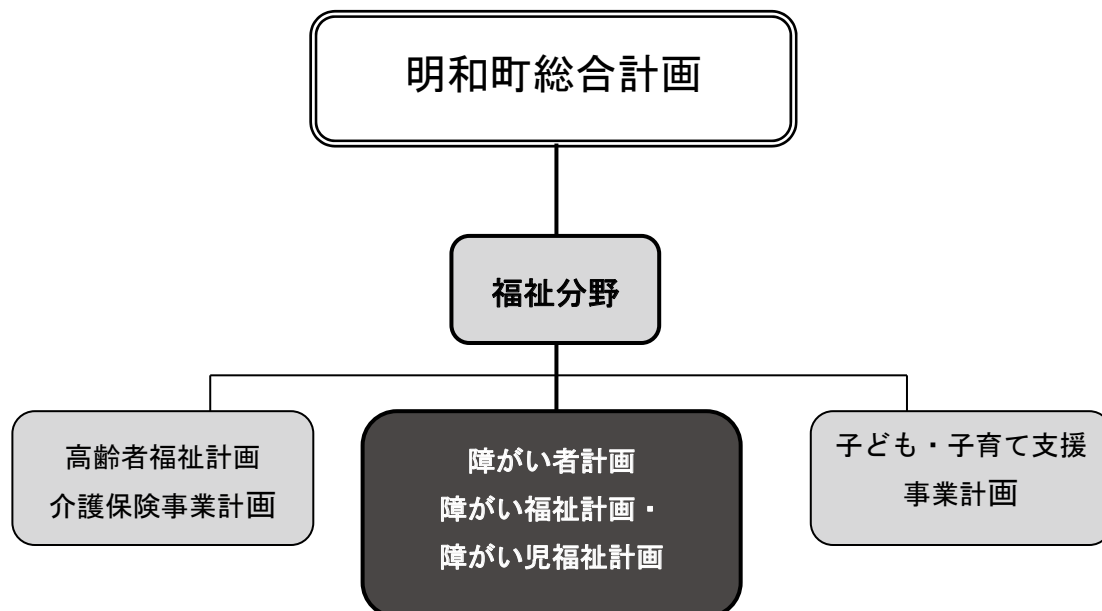 明和町総合計画
福祉分野
高齢者福祉計画
介護保険事業計画
障がい者計画
障がい福祉計画・
障がい児福祉計画
子ども・子育て支援
事業計画